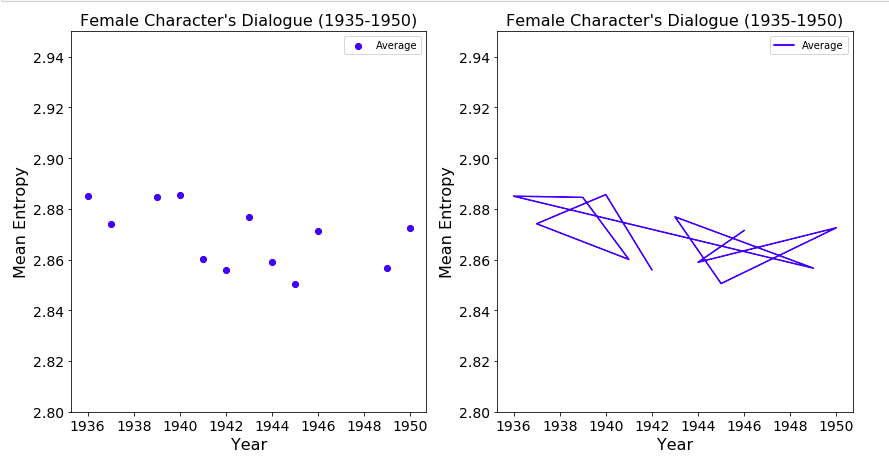 Female Character's Dialogue (1935-1950)
Average
2.94
2.92
2.90
2.88
2.86
2.84
2.82
2.80
Mean Entropy
1936 1938 1940 1942 1944 1946 1948 1950
Year
Female Character's Dialogue (1935-1950)
Average
2.94
2.92
2.90
2.88
2.86
2.84
2.82
2.80
Mean Entropy
1936 1938 1940 1942 1944 1946 1948 1950
Year